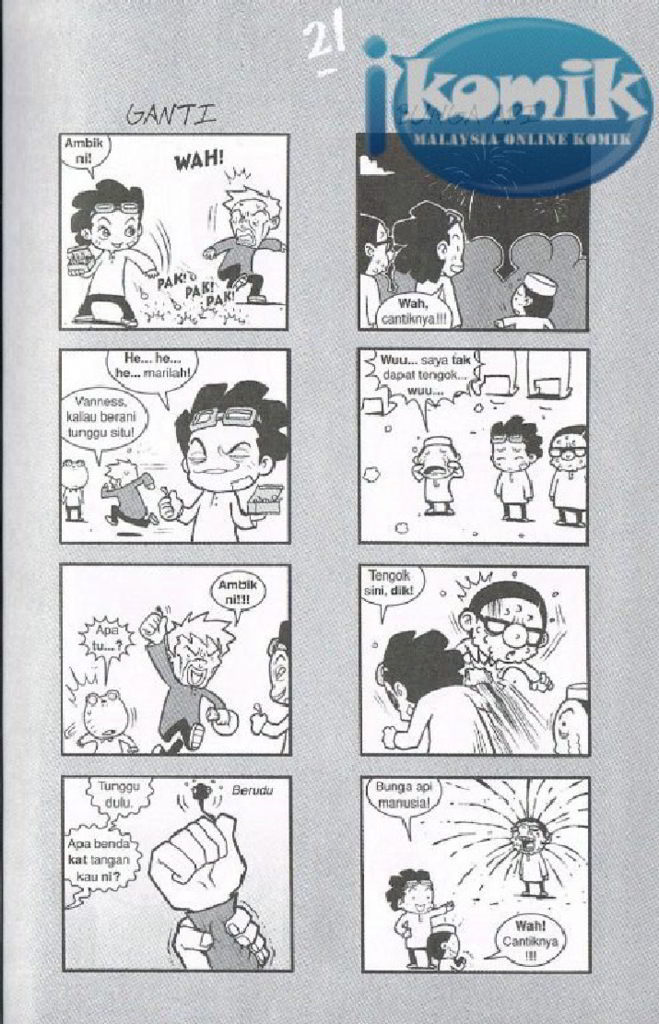 21
ikomik
MALAYSIA ONLINE KOMIK
GANTI
Ambik
ni!
WAH!
PAK!
PAK!
PAK!
He... he...
he... marilah!
Vanness,
kalau berani
tunggu situ!
Ambik
ni!!!
Apa
tu...?
Tunggu
dulu.
Berudu
Apa benda
kat tangan
kau ni?
BUNGA API
Wah,
cantiknya!!!
Wuu... saya tak
dapat tengok...
wuu...
Tengok
sini, dik!
Bunga api
manusia!
Wah!
Cantiknya
!!!